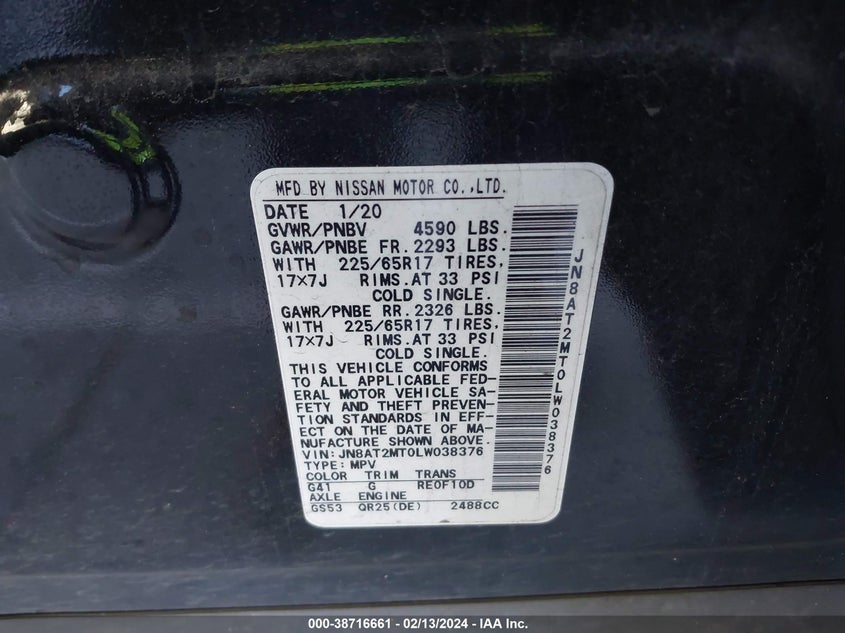 MFD BY NISSAN MOTOR CO.,LTD.
DATE 1/20
GVWR/PNBV 4590 LBS.
GAWR/PNBE FR. 2293 LBS.
WITH 225/65R17 TIRES,
17×7J RIMS.AT 33 PSI
COLD SINGLE.
GAWR/PNBE RR. 2326 LBS.
WITH 225/65R17 TIRES,
17×7J RIMS.AT 33 PSI
COLD SINGLE.
THIS VEHICLE CONFORMS
TO ALL APPLICABLE FED-
ERAL MOTOR VEHICLE SA-
FETY AND THEFT PREVEN-
TION STANDARDS IN EFF-
ECT ON THE DATE OF MA-
NUFACTURE SHOWN ABOVE.
VIN: JN8AT2MT0LW038376
TYPE: MPV
COLOR TRIM TRANS
G41 G RE0F10D
AXLE ENGINE
GS53 QR25(DE) 2488CC
JN8AT2MT0LW038376
000-38716661 - 02/13/2024 - IAA Inc.